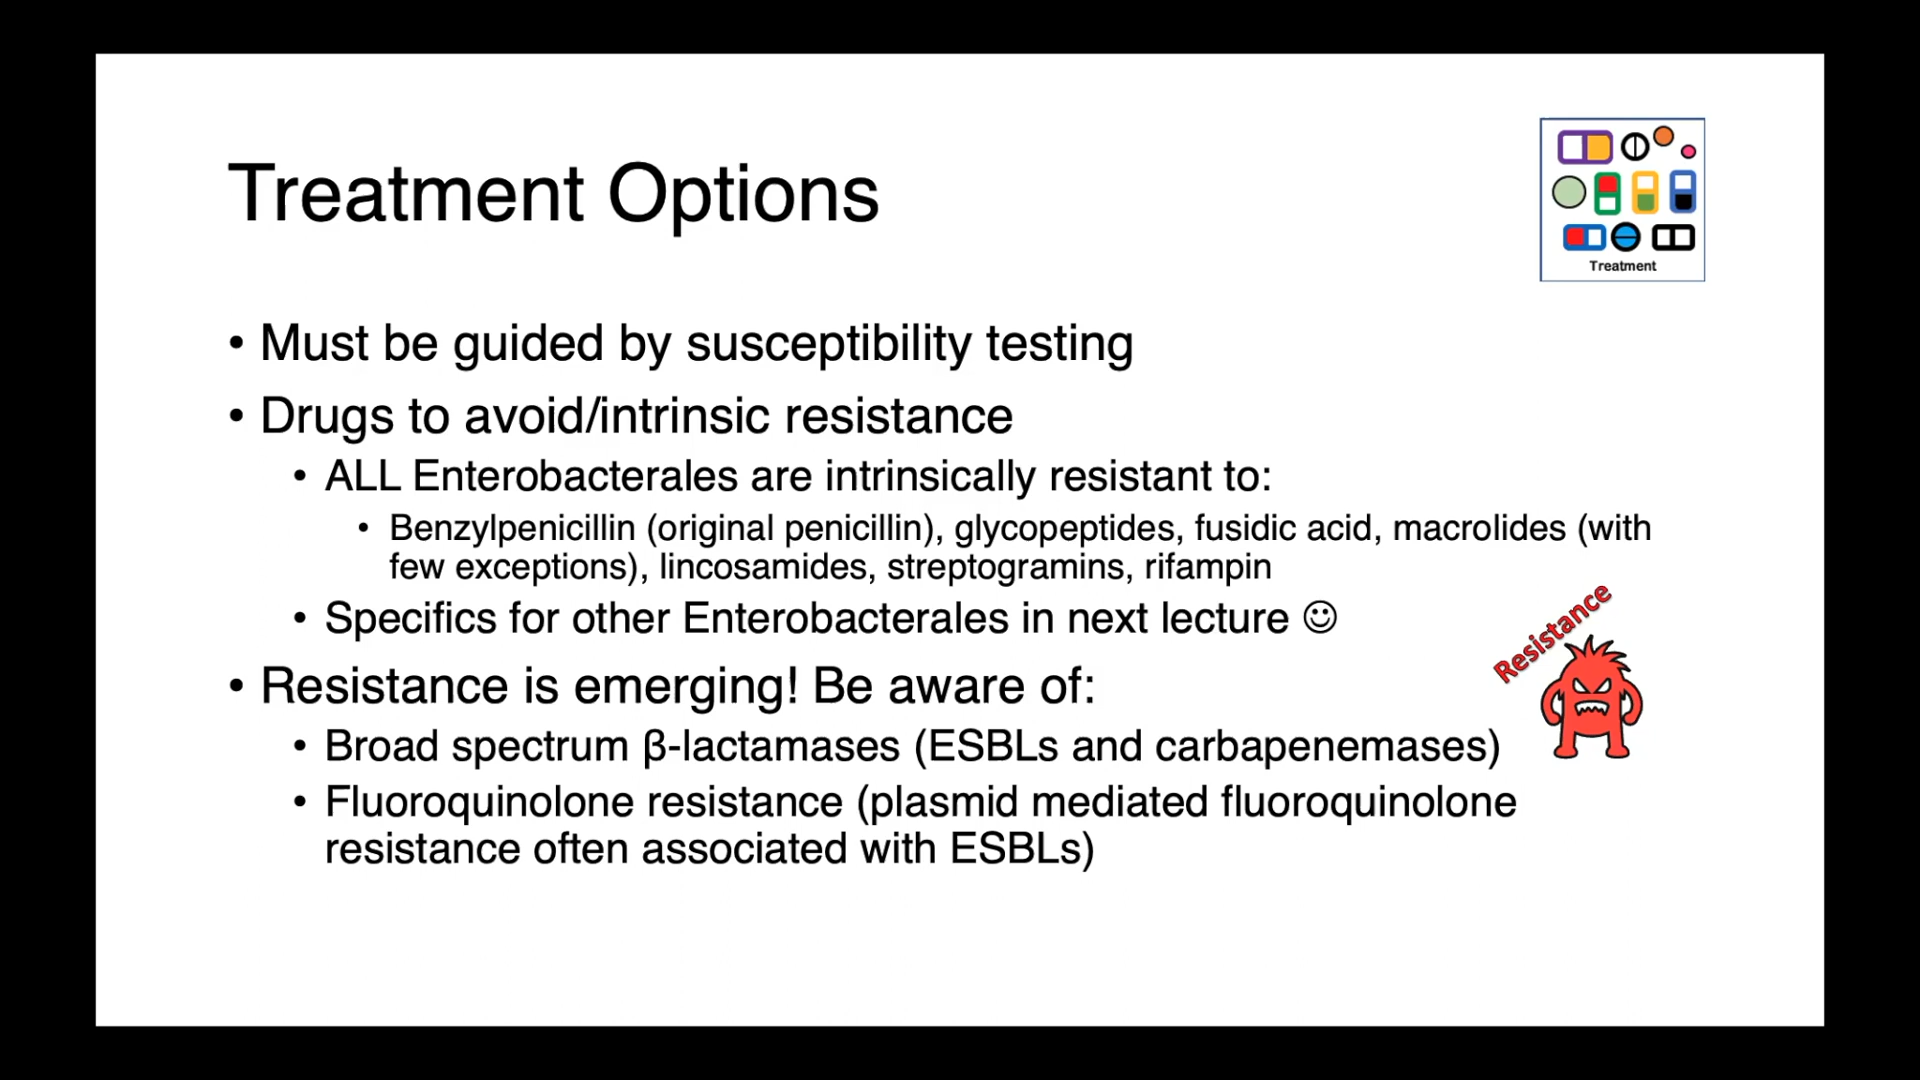 Treatment Options
Treatment
• Must be guided by susceptibility testing
• Drugs to avoid/intrinsic resistance
• ALL Enterobacterales are intrinsically resistant to:
• Benzylpenicillin (original penicillin), glycopeptides, fusidic acid, macrolides (with
few exceptions), lincosamides, streptogramins, rifampin
• Specifics for other Enterobacterales in next lecture ☺
Resistance
• Resistance is emerging! Be aware of:
• Broad spectrum β-lactamases (ESBLs and carbapenemases)
• Fluoroquinolone resistance (plasmid mediated fluoroquinolone
resistance often associated with ESBLs)